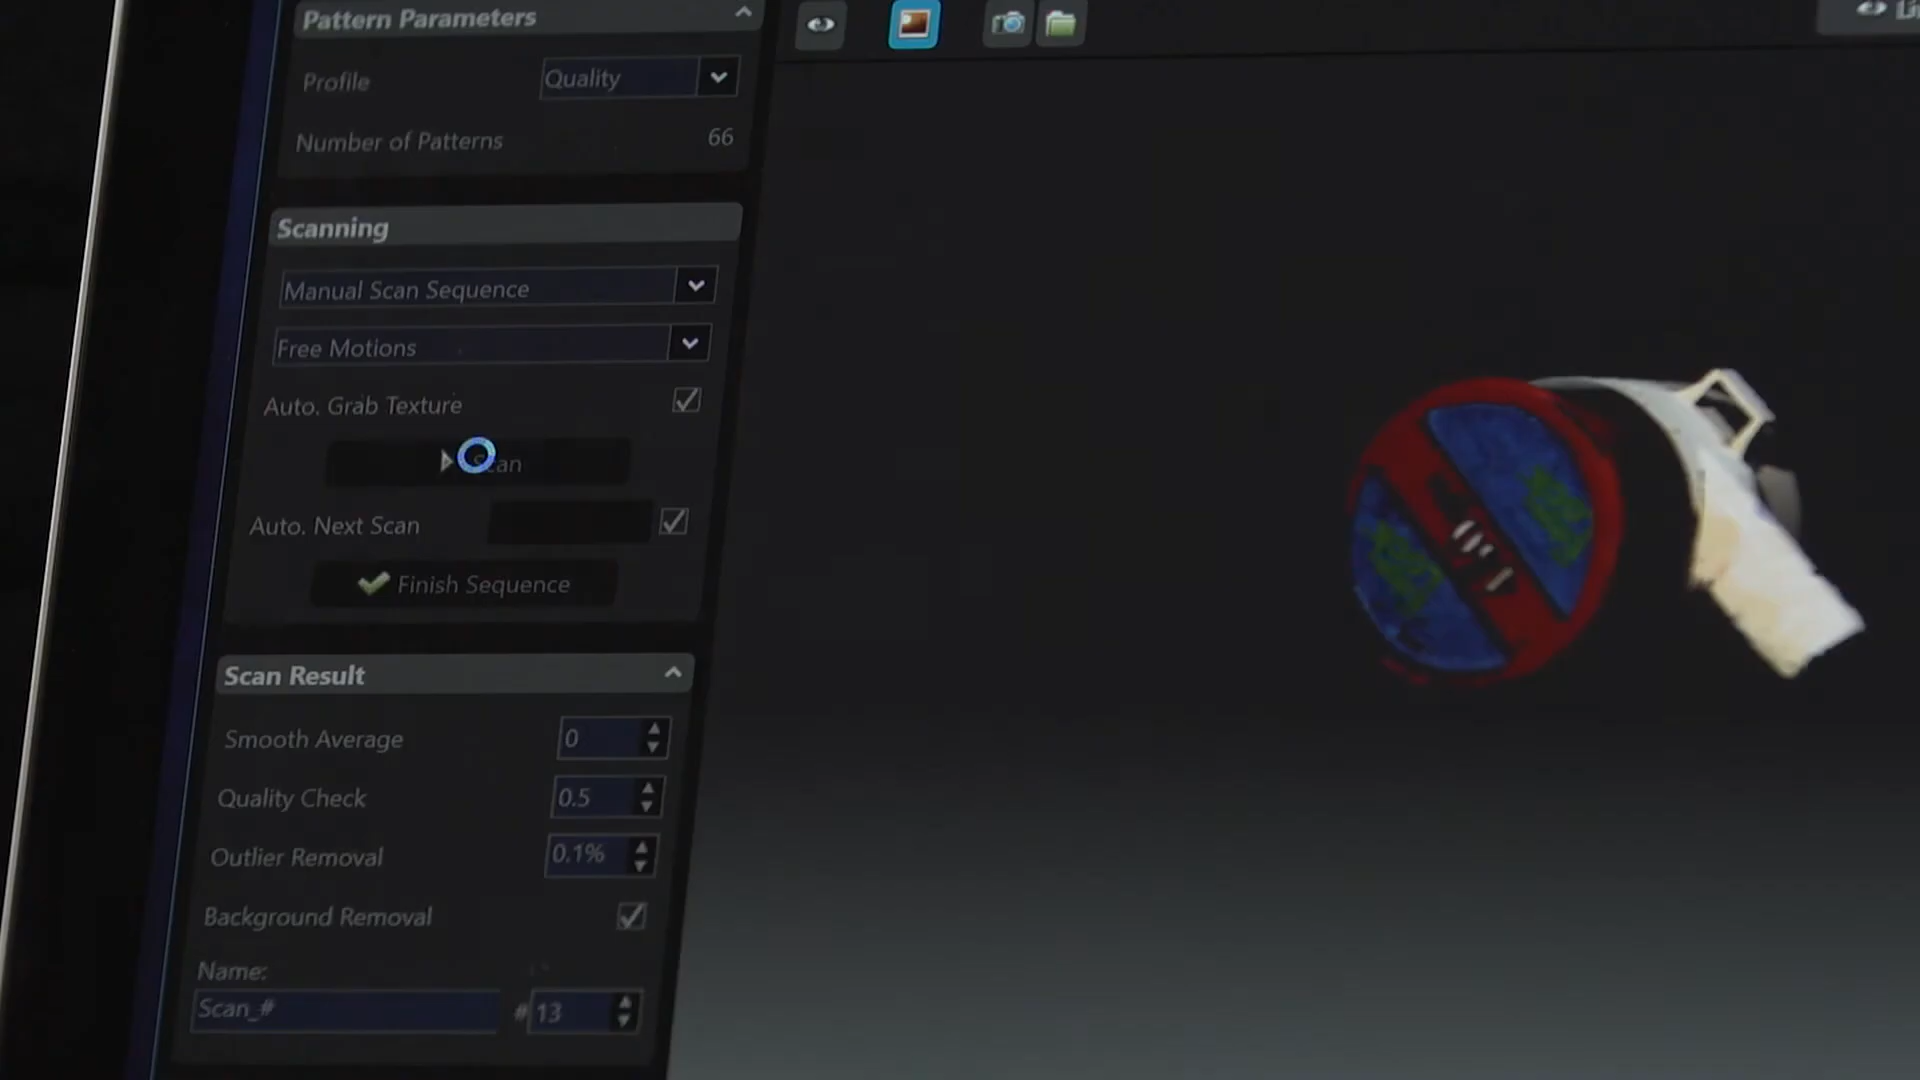 Pattern Parameters
Profile Quality
Number of Patterns 66
Scanning
Manual Scan Sequence
Free Motions
Auto. Grab Texture
Scan
Auto. Next Scan
Finish Sequence
Scan Result
Smooth Average 0
Quality Check 0.5
Outlier Removal 0.1%
Background Removal
Name:
Scan_# # 13